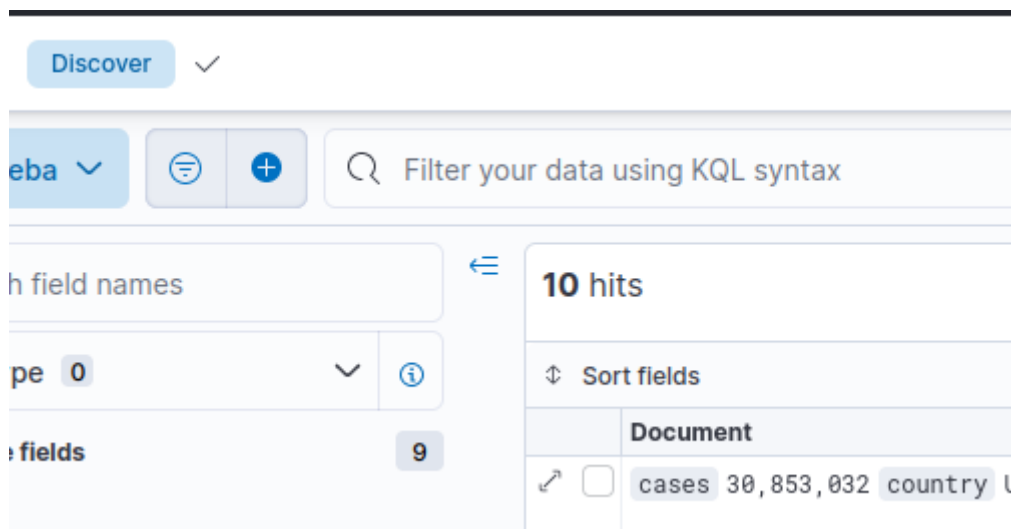 Discover
eba
Filter your data using KQL syntax
h field names
10 hits
pe 0
Sort fields
fields 9
Document
cases 30,853,032 country